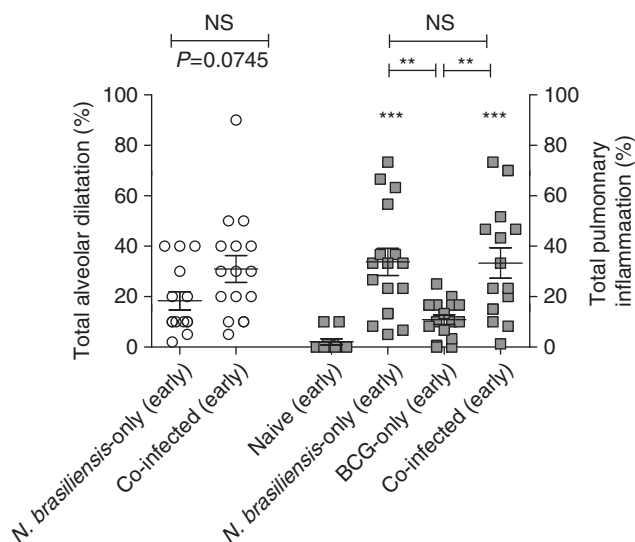 NS
NS
P=0.0745
**
**
100
***
***
100
80
80
60
60
40
40
20
20
0
0
Total alveolar dilatation (%)
Total pulmonnary
inflammaation (%)
N. brasiliensis-only (early)
Co-infected (early)
Naive (early)
N. brasiliensis-only (early)
BCG-only (early)
Co-infected (early)